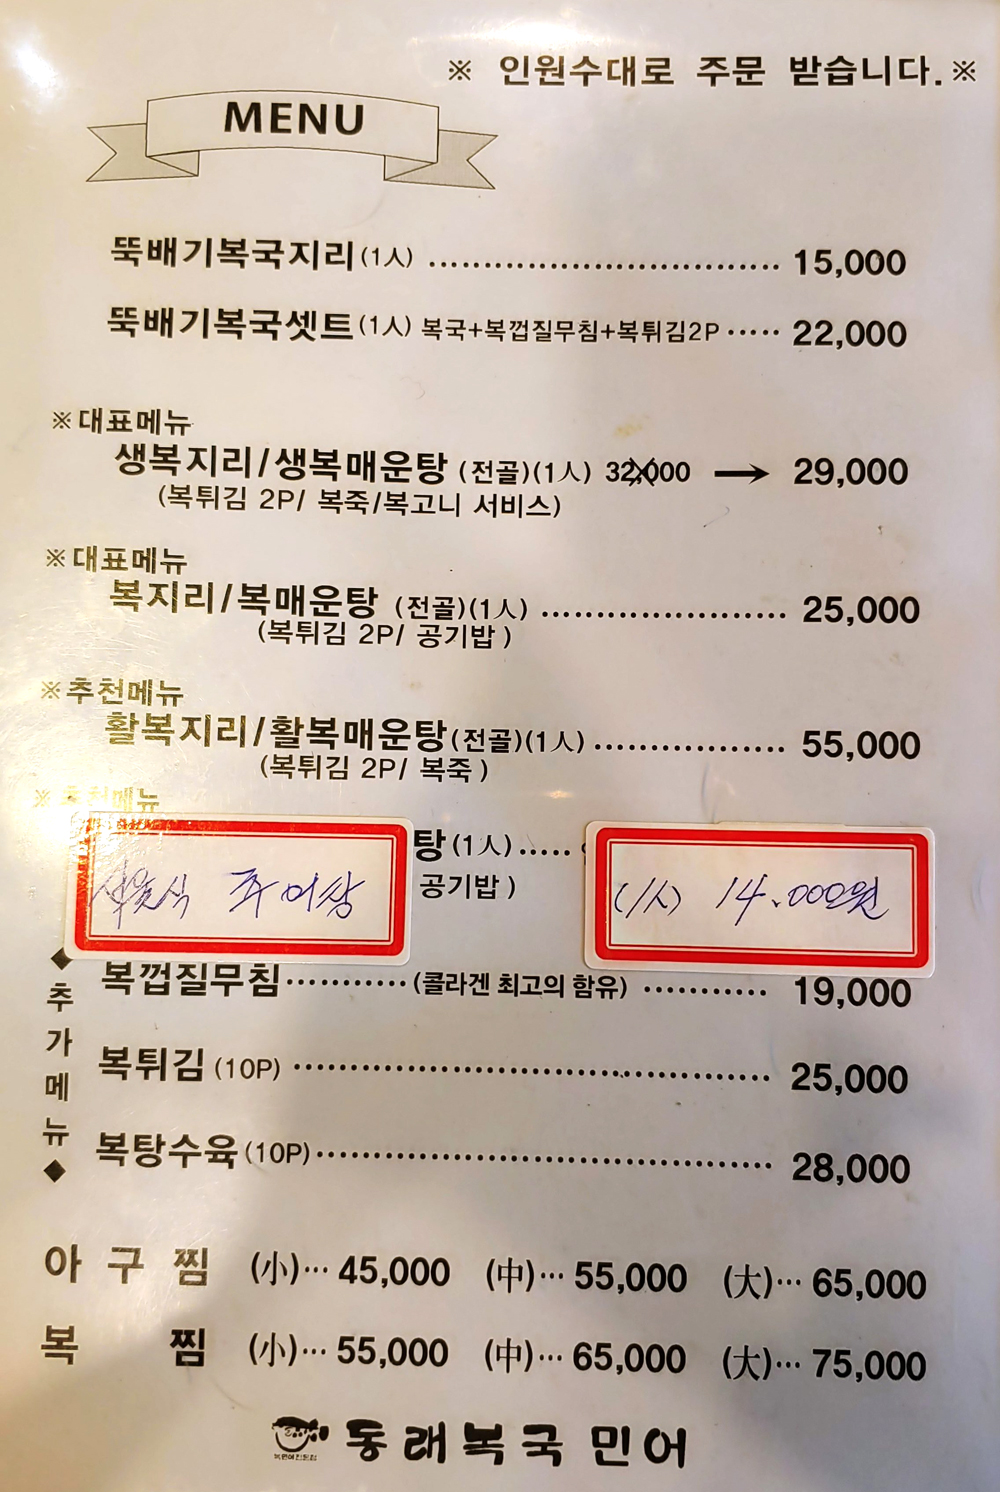 ※ 인원수대로 주문 받습니다.※
MENU
뚝배기복국지리(1人) .................................. 15,000
뚝배기복국셋트(1人) 복국+복껍질무침+복튀김2P ····· 22,000
※대표메뉴
생복지리/생복매운탕 (전골)(1人) 32,000 → 29,000
(복튀김 2P/ 복죽/복고니 서비스)
※대표메뉴
복지리/복매운탕 (전골)(1人) ....................... 25,000
(복튀김 2P/ 공기밥 )
※추천메뉴
활복지리/활복매운탕(전골)(1人) ................. 55,000
(복튀김 2P/ 복죽 )
※추천메뉴
탕(1人).....
공기밥 )
주어쌈 (1人) 14.000원
◆추가메뉴◆
복껍질무침··········· (콜라겐 최고의 함유) ··········· 19,000
복튀김 (10P) ············································ 25,000
복탕수육(10P)·········································· 28,000
아 구 찜 (小)··· 45,000 (中)··· 55,000 (大)··· 65,000
복 찜 (小)··· 55,000 (中)··· 65,000 (大)··· 75,000
동래복국 민어